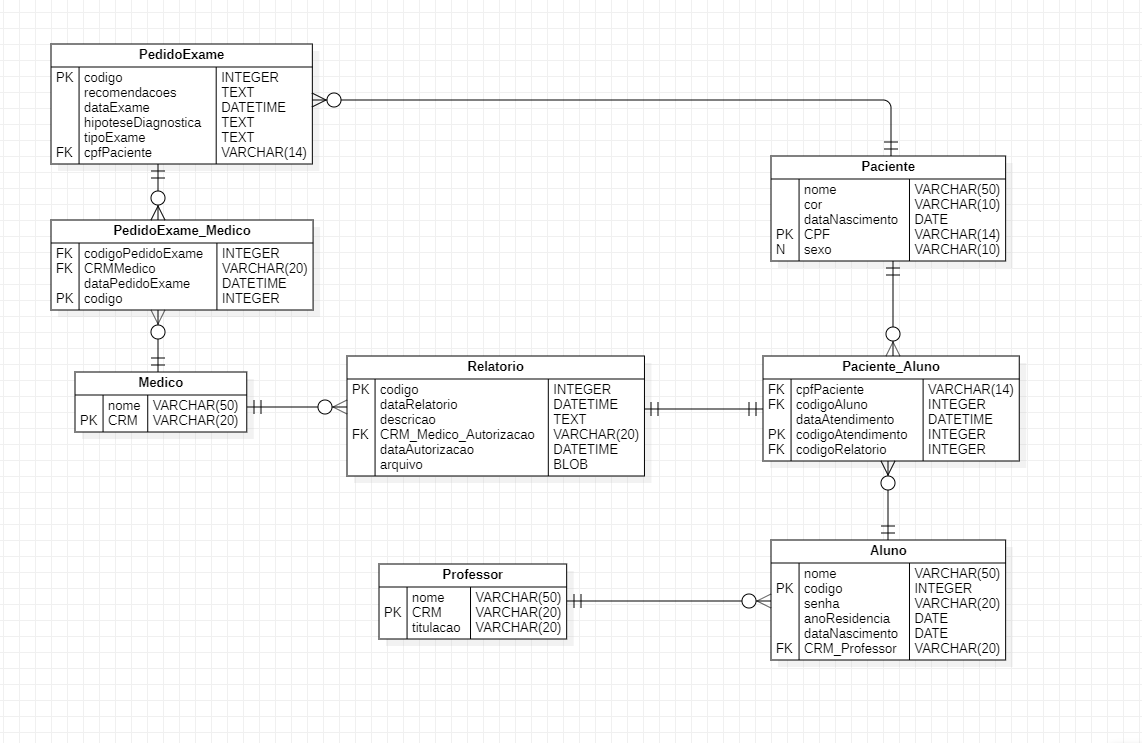 PedidoExame
PK codigo INTEGER
recomendacoes TEXT
dataExame DATETIME
hipoteseDiagnostica TEXT
tipoExame TEXT
FK cpfPaciente VARCHAR(14)
Paciente
nome VARCHAR(50)
cor VARCHAR(10)
dataNascimento DATE
PK CPF VARCHAR(14)
N sexo VARCHAR(10)
PedidoExame_Medico
FK codigoPedidoExame INTEGER
FK CRMMedico VARCHAR(20)
dataPedidoExame DATETIME
PK codigo INTEGER
Medico
nome VARCHAR(50)
PK CRM VARCHAR(20)
Relatorio
PK codigo INTEGER
dataRelatorio DATETIME
descricao TEXT
FK CRM_Medico_Autorizacao VARCHAR(20)
dataAutorizacao DATETIME
arquivo BLOB
Paciente_Aluno
FK cpfPaciente VARCHAR(14)
FK codigoAluno INTEGER
dataAtendimento DATETIME
PK codigoAtendimento INTEGER
FK codigoRelatorio INTEGER
Professor
nome VARCHAR(50)
PK CRM VARCHAR(20)
titulacao VARCHAR(20)
Aluno
nome VARCHAR(50)
PK codigo INTEGER
senha VARCHAR(20)
anoResidencia DATE
dataNascimento DATE
FK CRM_Professor VARCHAR(20)